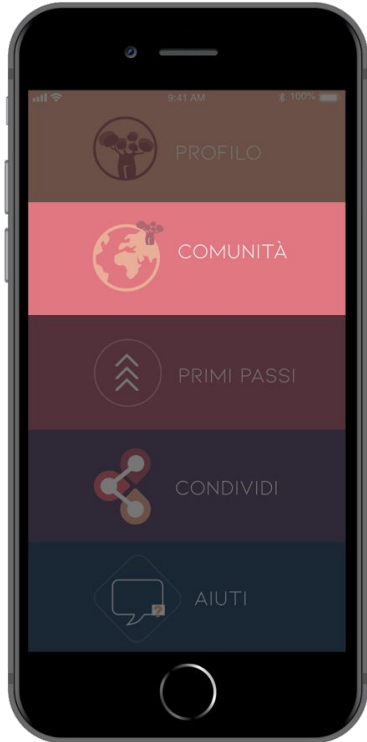 9:41 AM
100%
PROFILO
COMUNITÀ
PRIMI PASSI
CONDIVIDI
AIUTI
?